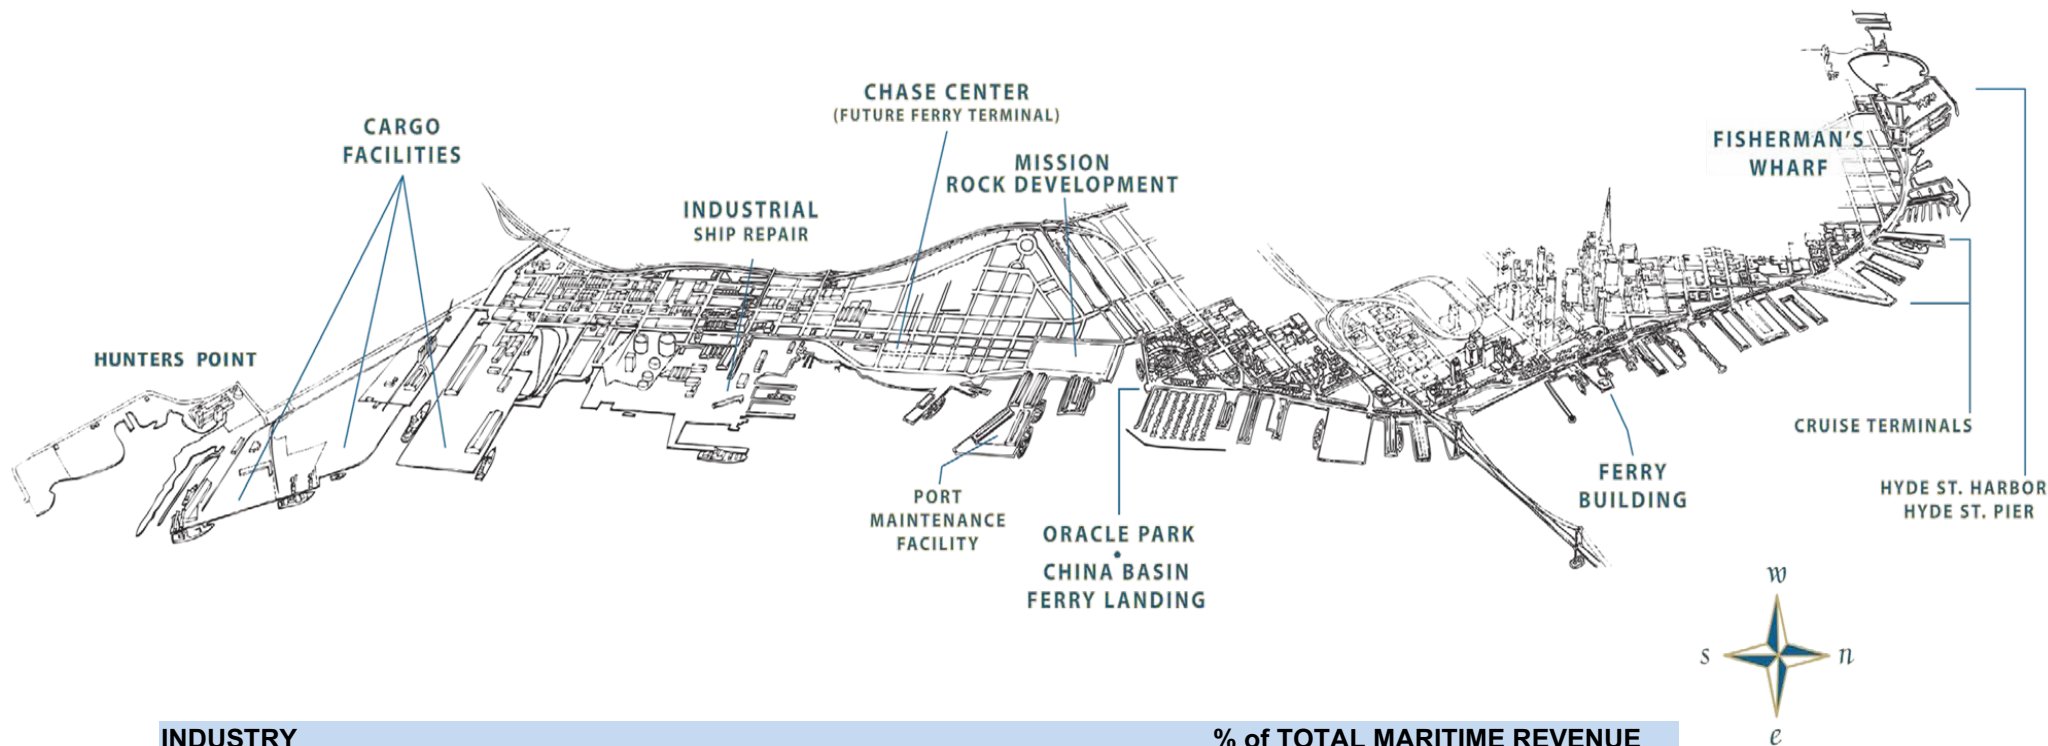 CHASE CENTER
(FUTURE FERRY TERMINAL)
CARGO
FACILITIES
MISSION
ROCK DEVELOPMENT
FISHERMAN'S
WHARF
INDUSTRIAL
SHIP REPAIR
HUNTERS POINT
CRUISE TERMINALS
FERRY
BUILDING
HYDE ST. HARBOR
HYDE ST. PIER
PORT
MAINTENANCE
FACILITY
ORACLE PARK
•
CHINA BASIN
FERRY LANDING
w
s n
e
INDUSTRY % of TOTAL MARITIME REVENUE